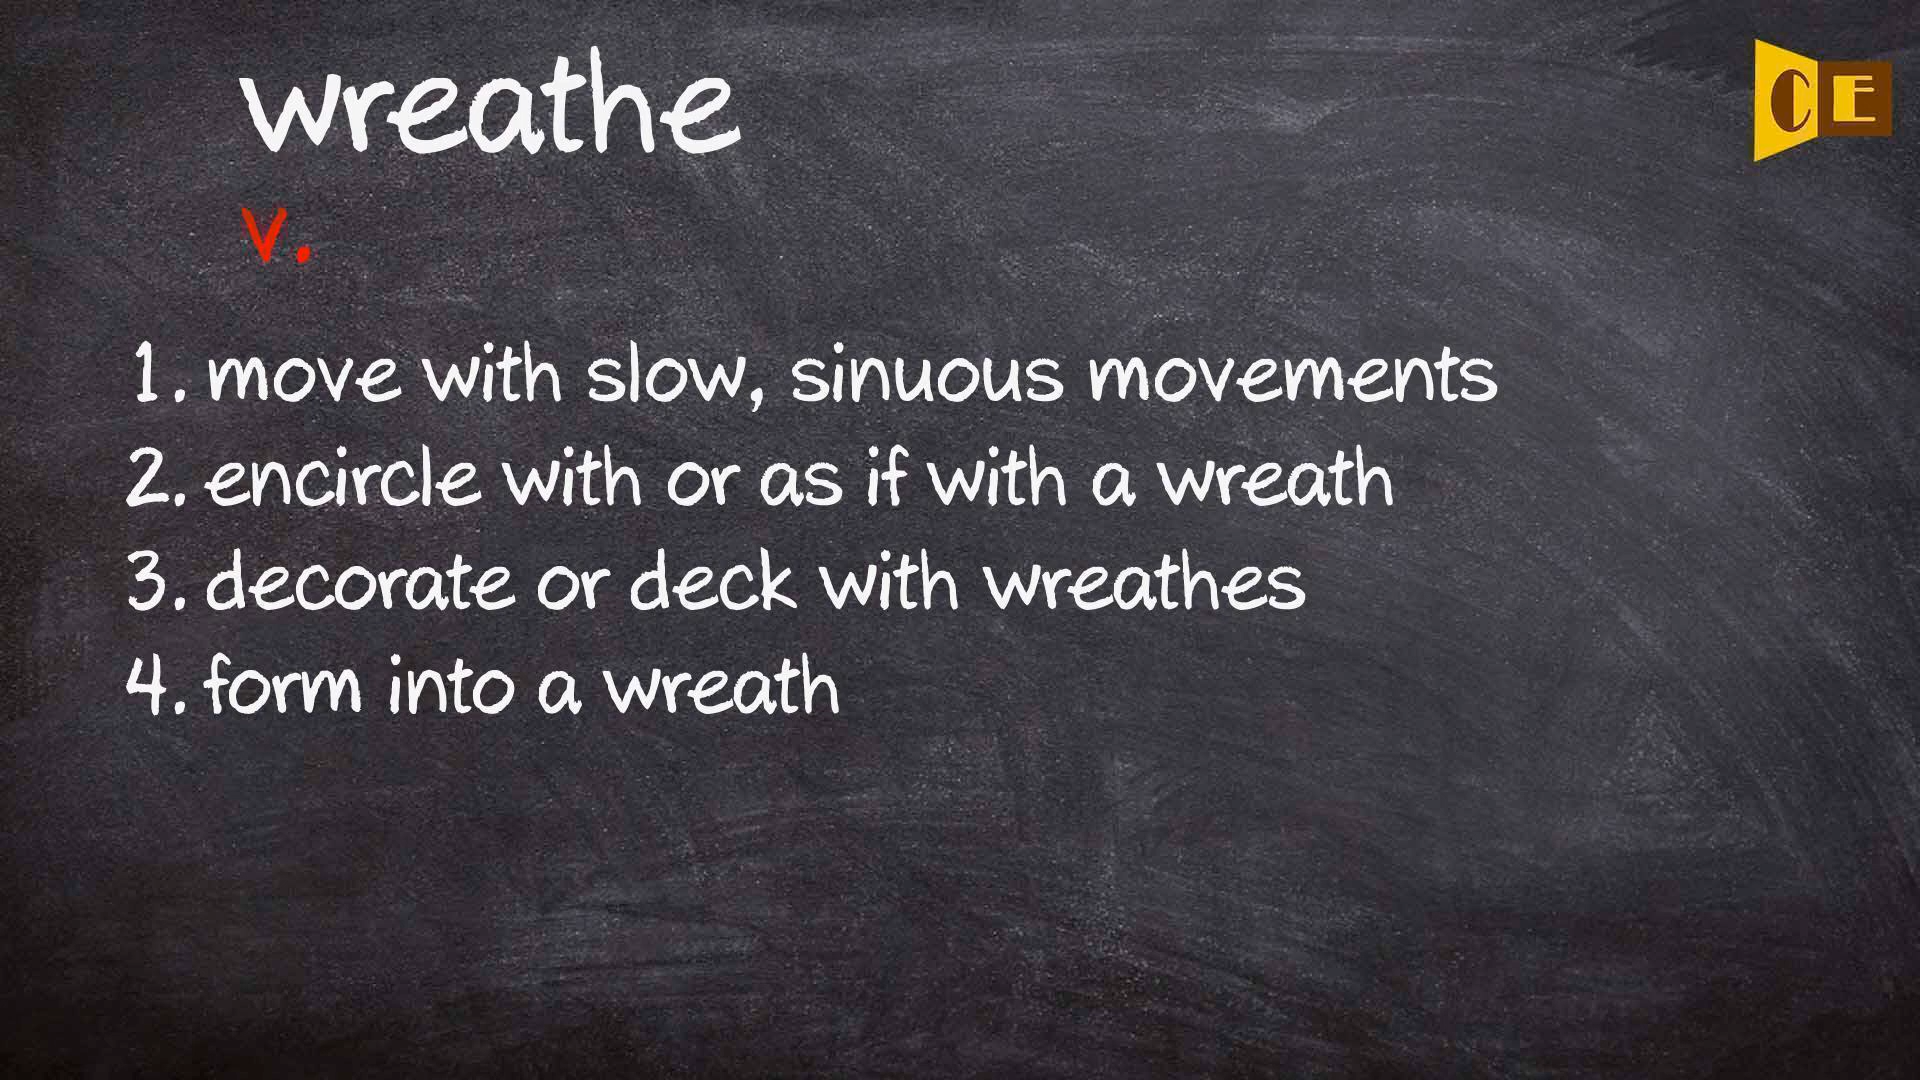 wreathe
CE
v.
1. move with slow, sinuous movements
2. encircle with or as if with a wreath
3. decorate or deck with wreathes
4. form into a wreath